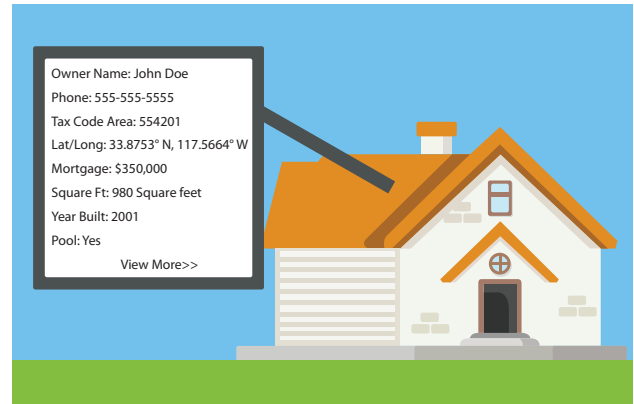 Owner Name: John Doe
Phone: 555-555-5555
Tax Code Area: 554201
Lat/Long: 33.8753° N, 117.5664° W
Mortgage: $350,000
Square Ft: 980 Square feet
Year Built: 2001
Pool: Yes
View More>>